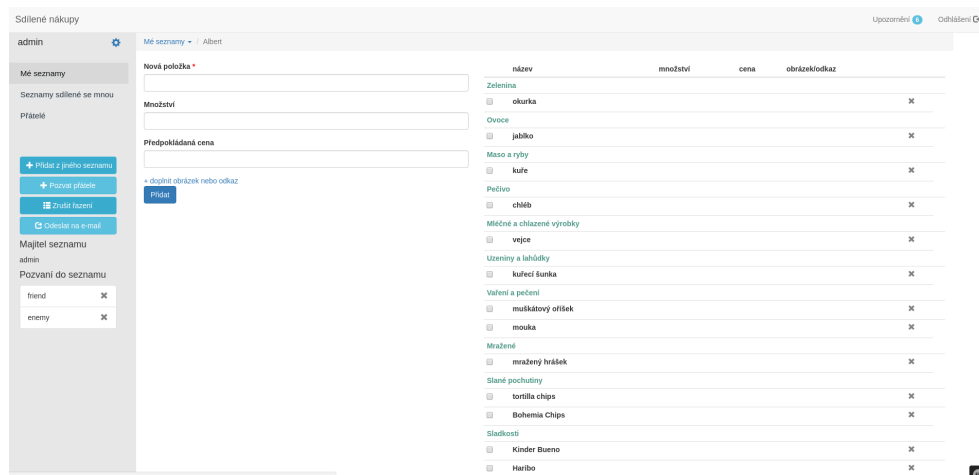 Sdílené nákupy
Upozornění 6 Odhlášení
admin
Mé seznamy / Albert
Mé seznamy
Seznamy sdílené se mnou
Přátelé
Přidat z jiného seznamu
Pozvat přátele
Zrušit řazení
Odeslat na e-mail
Majitel seznamu
admin
Pozvaní do seznamu
friend
enemy
Nová položka *
Množství
Předpokládaná cena
+ doplnit obrázek nebo odkaz
Přidat
název množství cena obrázek/odkaz
Zelenina
okurka
Ovoce
jablko
Maso a ryby
kuře
Pečivo
chléb
Mléčné a chlazené výrobky
vejce
Uzeniny a lahůdky
kuřecí šunka
Vaření a pečení
muškátový oříšek
mouka
Mražené
mražený hrášek
Slané pochutiny
tortilla chips
Bohemia Chips
Sladkosti
Kinder Bueno
Haribo